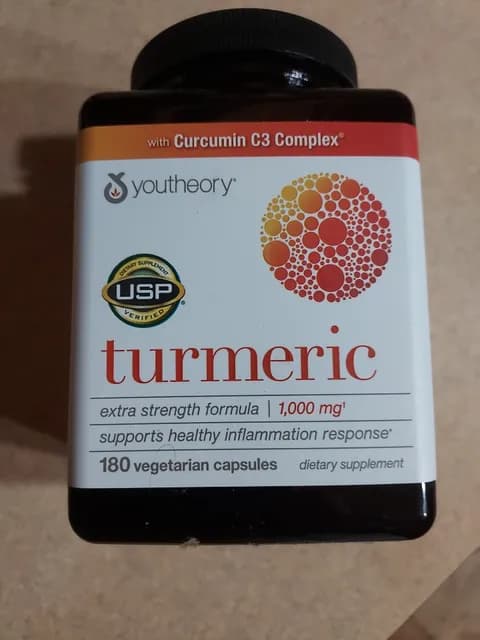 with Curcumin C3 Complex®
youtheory®
DIETARY SUPPLEMENT
USP
VERIFIED
turmeric
extra strength formula | 1,000 mg†
supports healthy inflammation response*
180 vegetarian capsules dietary supplement